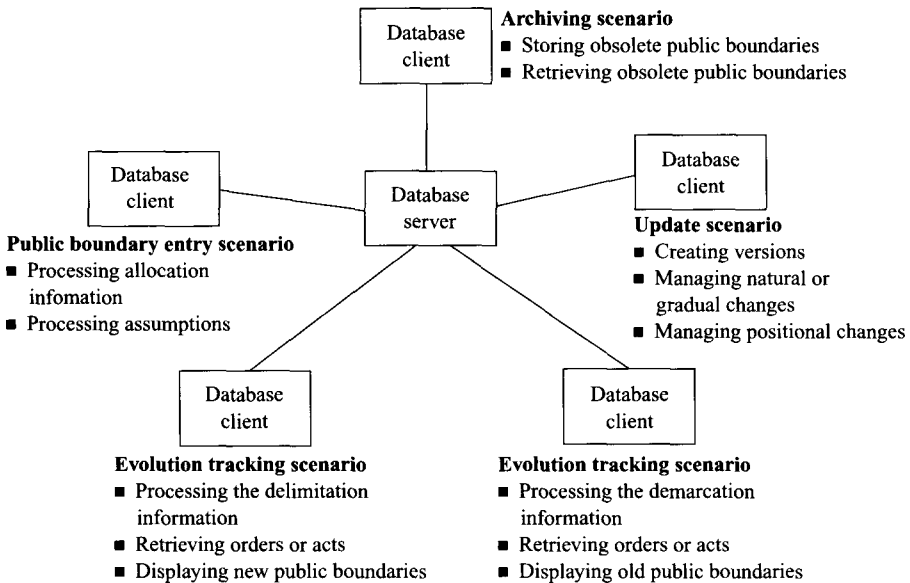 Database
client
Archiving scenario
■ Storing obsolete public boundaries
■ Retrieving obsolete public boundaries
Database
client
Public boundary entry scenario
■ Processing allocation
infomation
■ Processing assumptions
Database
server
Database
client
Update scenario
■ Creating versions
■ Managing natural or
gradual changes
■ Managing positional changes
Database
client
Evolution tracking scenario
■ Processing the delimitation
information
■ Retrieving orders or acts
■ Displaying new public boundaries
Database
client
Evolution tracking scenario
■ Processing the demarcation
information
■ Retrieving orders or acts
■ Displaying old public boundaries